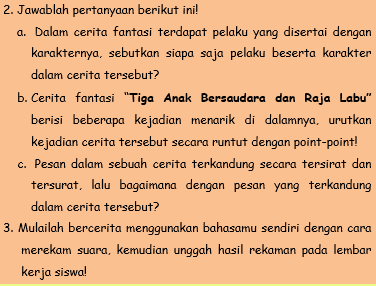 2. Jawablah pertanyaan berikut ini!
a. Dalam cerita fantasi terdapat pelaku yang disertai dengan
karakternya, sebutkan siapa saja pelaku beserta karakter
dalam cerita tersebut?
b. Cerita fantasi "Tiga Anak Bersaudara dan Raja Labu"
berisi beberapa kejadian menarik di dalamnya, urutkan
kejadian cerita tersebut secara runtut dengan point-point!
c. Pesan dalam sebuah cerita terkandung secara tersirat dan
tersurat, lalu bagaimana dengan pesan yang terkandung
dalam cerita tersebut?
3. Mulailah bercerita menggunakan bahasamu sendiri dengan cara
merekam suara, kemudian unggah hasil rekaman pada lembar
kerja siswa!